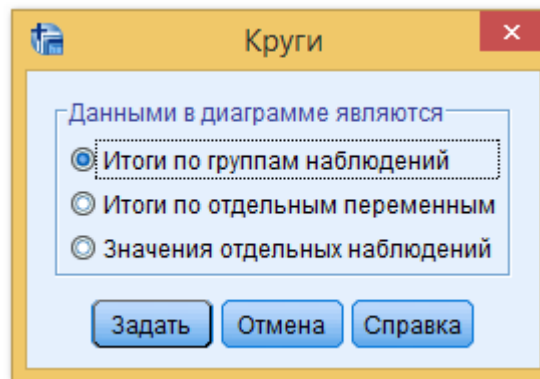 Круги
Данными в диаграмме являются
Итоги по группам наблюдений
Итоги по отдельным переменным
Значения отдельных наблюдений
Задать Отмена Справка